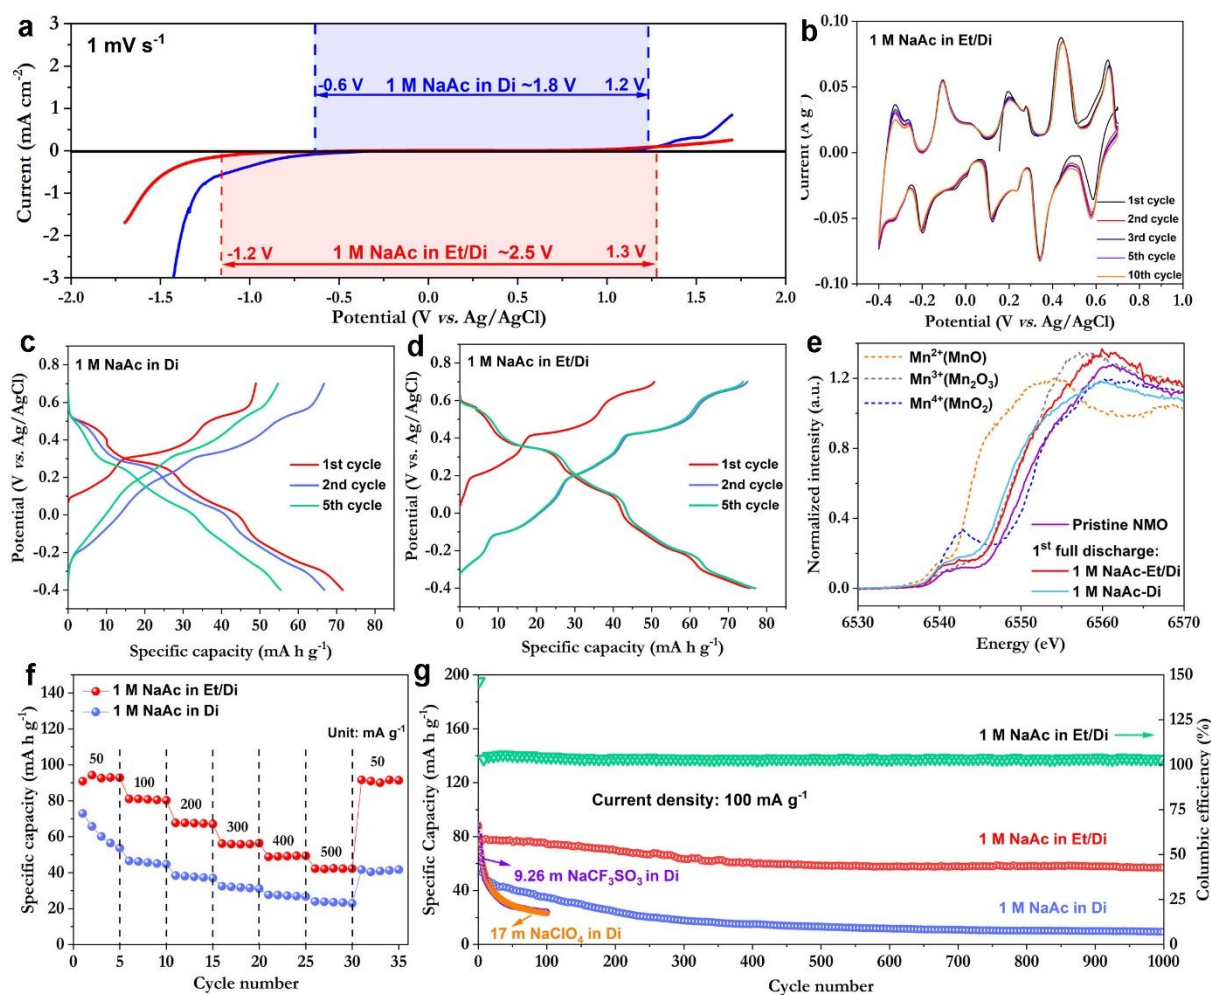 a
1 mV s⁻¹
-0.6 V 1 M NaAc in Di ~1.8 V 1.2 V
-1.2 V 1 M NaAc in Et/Di ~2.5 V 1.3 V
3
2
1
0
-1
-2
-3
Current (mA cm⁻²)
-2.0 -1.5 -1.0 -0.5 0.0 0.5 1.0 1.5 2.0
Potential (V vs. Ag/AgCl)
b
1 M NaAc in Et/Di
0.10
0.05
0.00
-0.05
-0.10
Current (A g⁻¹)
1st cycle
2nd cycle
3rd cycle
5th cycle
10th cycle
-0.4 -0.2 0.0 0.2 0.4 0.6 0.8 1.0
Potential (V vs. Ag/AgCl)
c
1 M NaAc in Di
0.8
0.6
0.4
0.2
0.0
-0.2
-0.4
Potential (V vs. Ag/AgCl)
1st cycle
2nd cycle
5th cycle
0 10 20 30 40 50 60 70 80
Specific capacity (mA h g⁻¹)
d
1 M NaAc in Et/Di
0.8
0.6
0.4
0.2
0.0
-0.2
-0.4
Potential (V vs. Ag/AgCl)
1st cycle
2nd cycle
5th cycle
0 10 20 30 40 50 60 70 80
Specific capacity (mA h g⁻¹)
e
Mn²⁺(MnO)
Mn³⁺(Mn₂O₃)
Mn⁴⁺(MnO₂)
Pristine NMO
1ˢᵗ full discharge:
1 M NaAc-Et/Di
1 M NaAc-Di
1.2
0.8
0.4
0.0
Normalized intensity (a.u.)
6530 6540 6550 6560 6570
Energy (eV)
f
1 M NaAc in Et/Di
1 M NaAc in Di
Unit: mA g⁻¹
50 100 200 300 400 500 50
140
120
100
80
60
40
20
0
Specific capacity (mA h g⁻¹)
0 5 10 15 20 25 30 35
Cycle number
g
200
160
120
80
40
0
Specific Capacity (mA h g⁻¹)
1 M NaAc in Et/Di
Current density: 100 mA g⁻¹
1 M NaAc in Et/Di
9.26 m NaCF₃SO₃ in Di
1 M NaAc in Di
17 m NaClO₄ in Di
150
125
100
75
50
25
0
Columbic efficiency (%)
0 100 200 300 400 500 600 700 800 900 1000
Cycle number